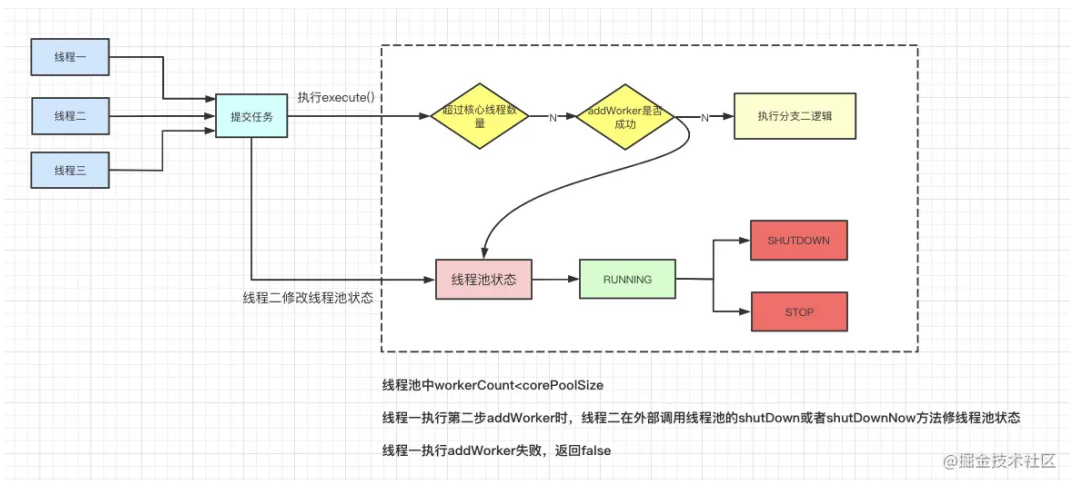 线程一
线程二
线程三
提交任务
执行execute()
超过核心线程数
量
N
addWorker是否
成功
N
执行分支二逻辑
线程二修改线程池状态
线程池状态
RUNNING
SHUTDOWN
STOP
线程池中workerCount<corePoolSize
线程一执行第二步addWorker时，线程二在外部调用线程池的shutDown或者shutDownNow方法修线程池状态
线程一执行addWorker失败，返回false
@掘金技术社区